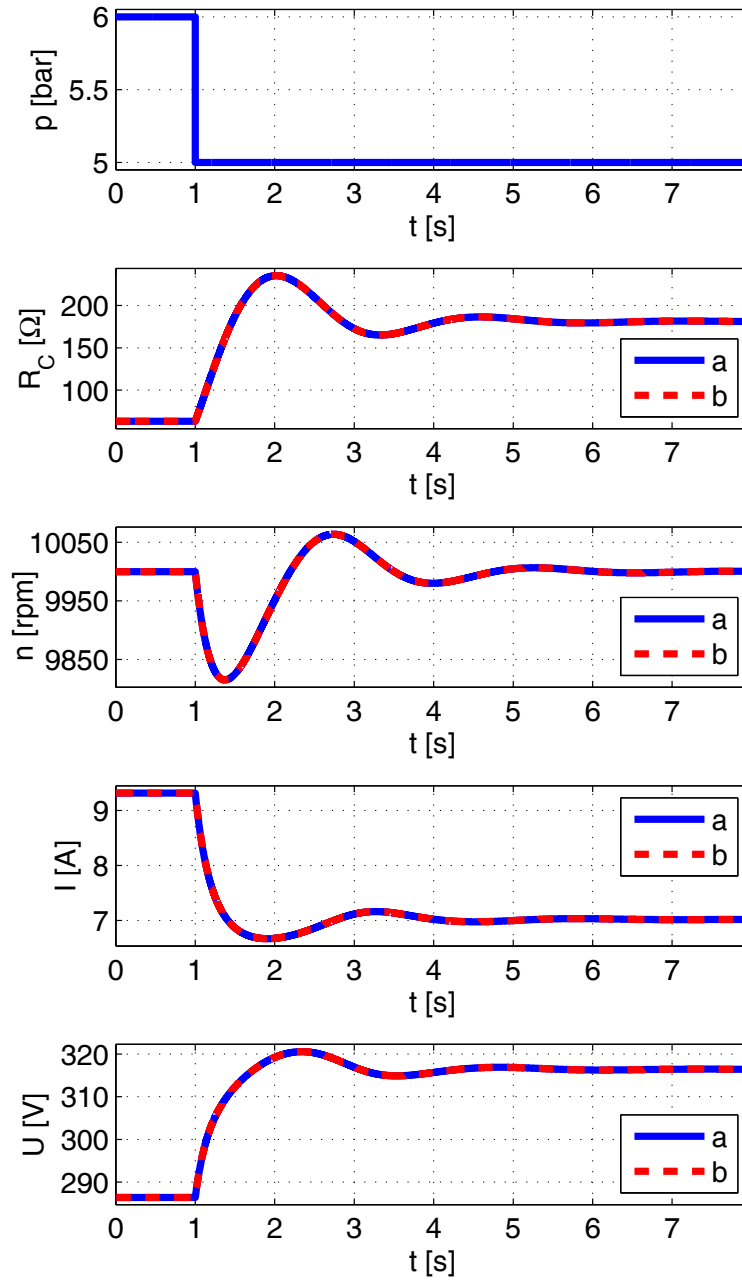 p [bar]
6
5.5
5
0 1 2 3 4 5 6 7
t [s]
R_C [Ω]
200
150
100
a
b
0 1 2 3 4 5 6 7
t [s]
n [rpm]
10050
9950
9850
a
b
0 1 2 3 4 5 6 7
t [s]
I [A]
9
8
7
a
b
0 1 2 3 4 5 6 7
t [s]
U [V]
320
310
300
290
a
b
0 1 2 3 4 5 6 7
t [s]